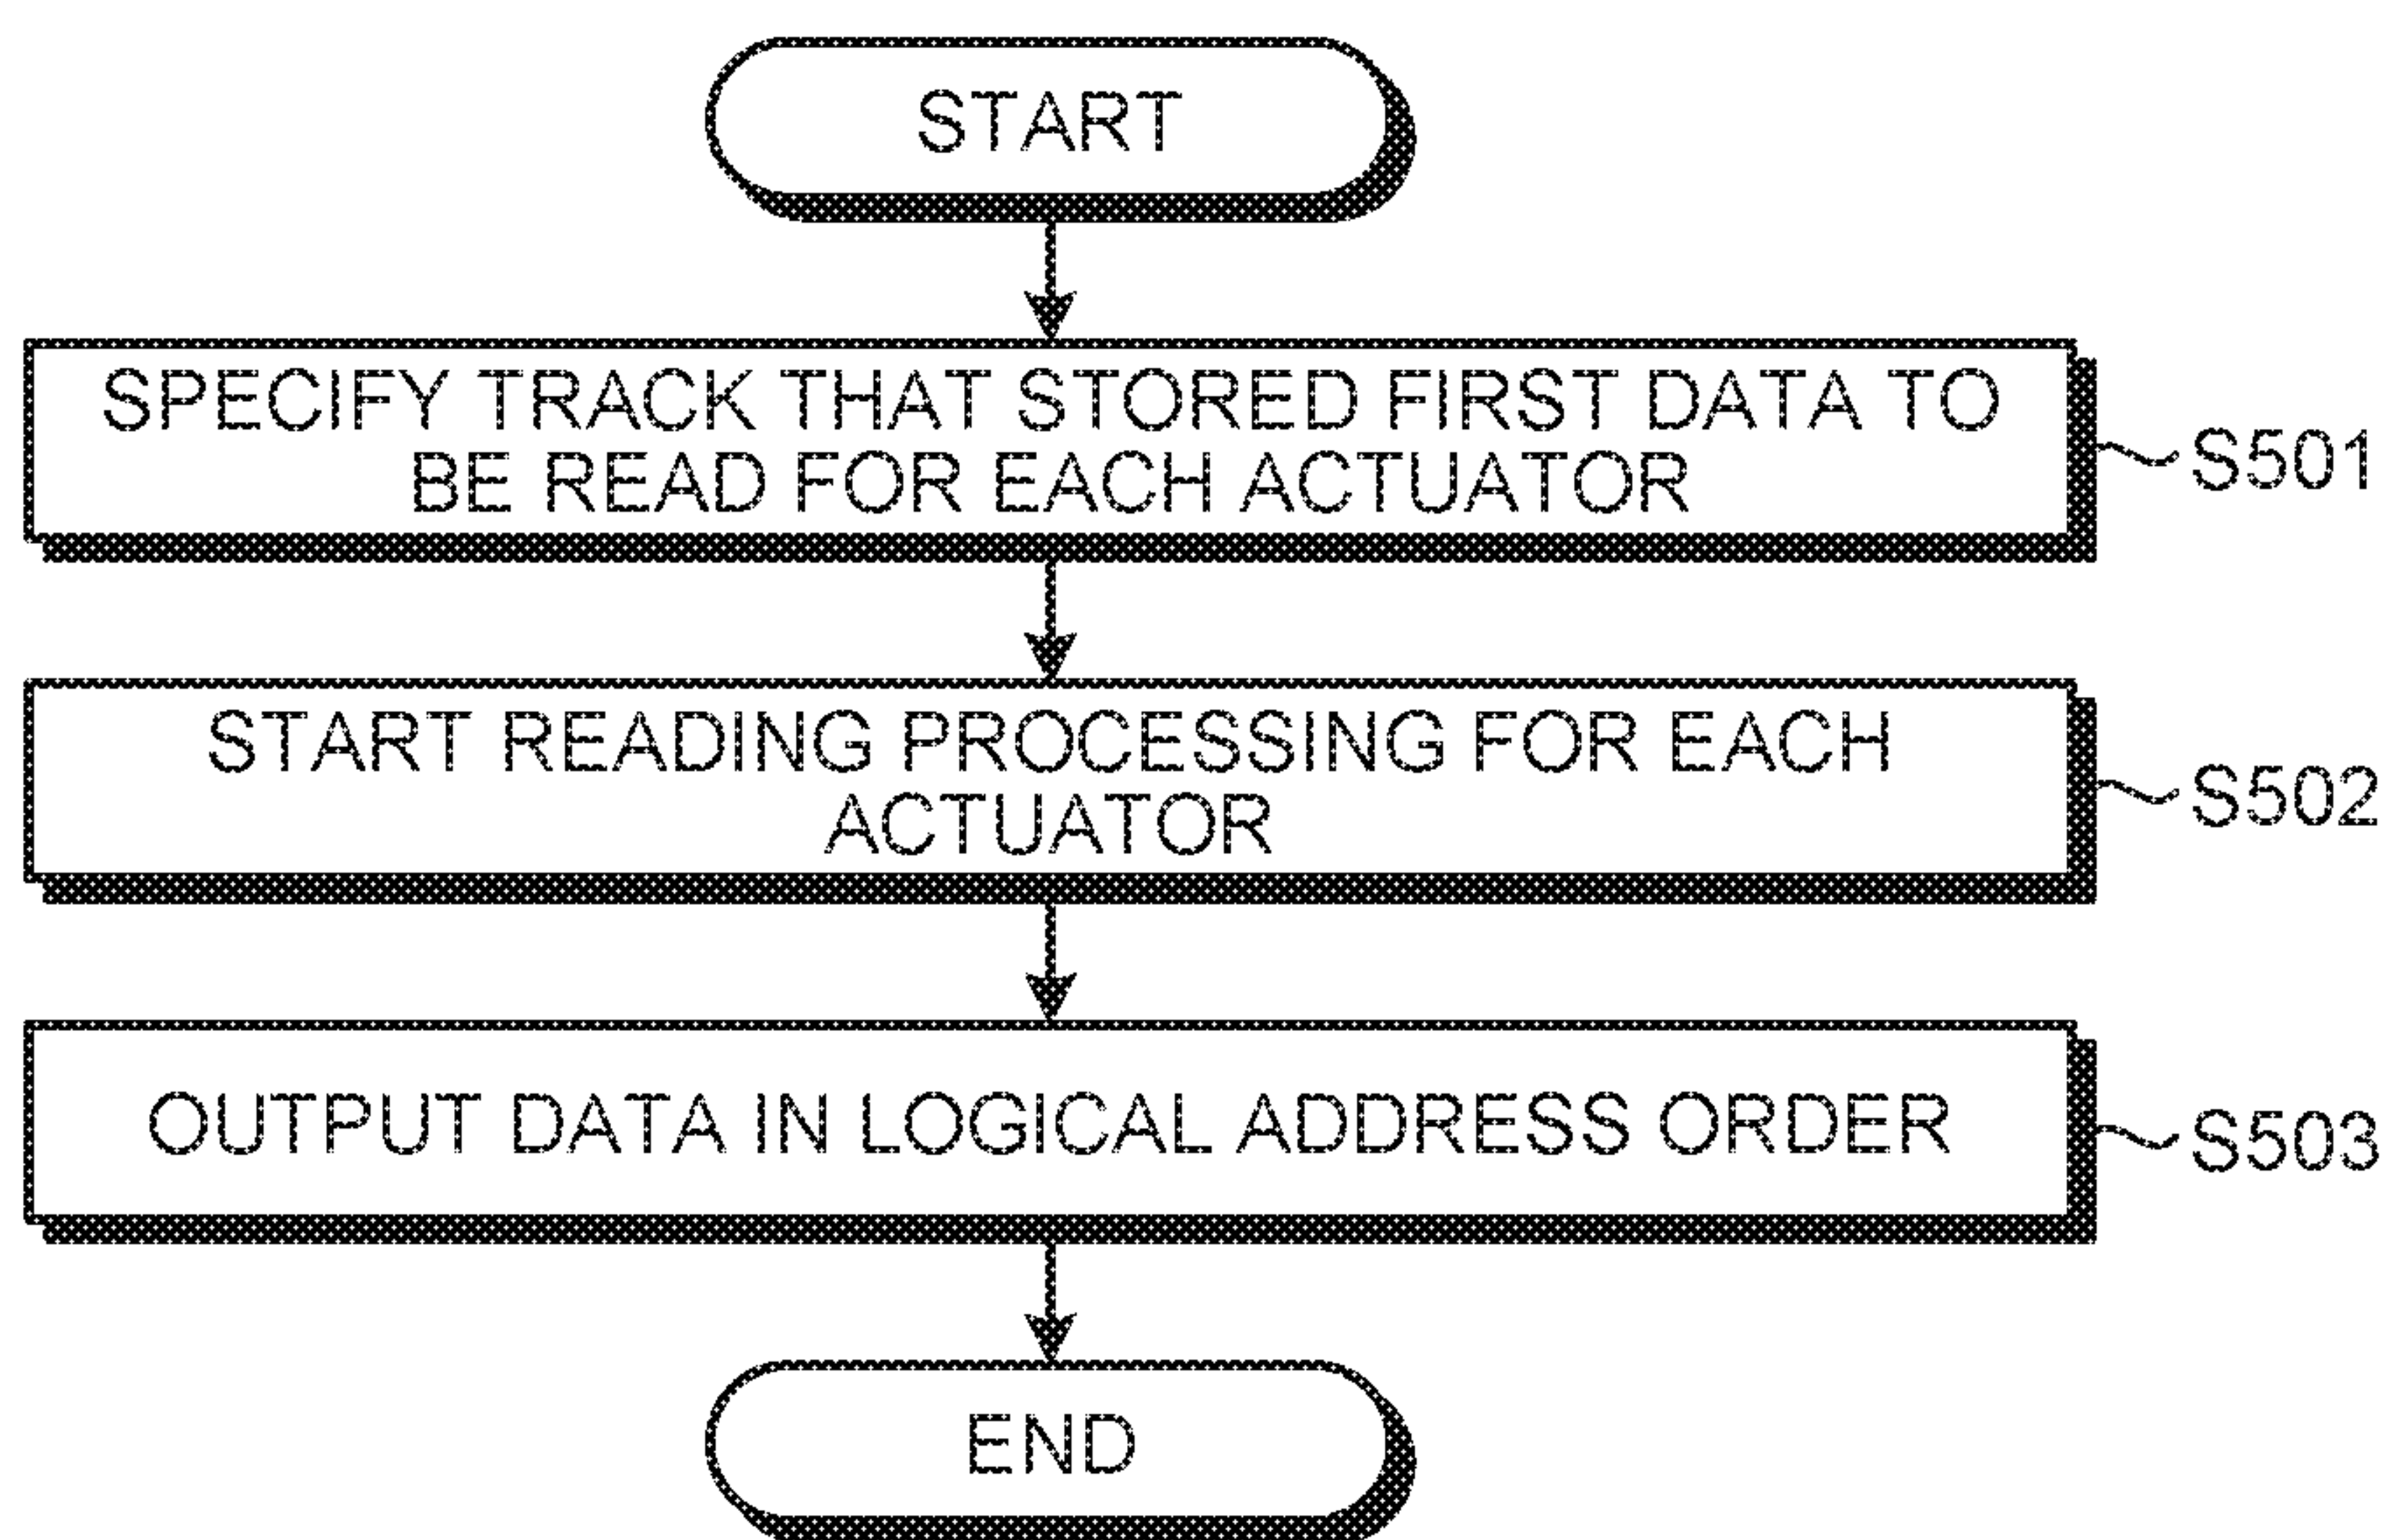 START
SPECIFY TRACK THAT STORED FIRST DATA TO
BE READ FOR EACH ACTUATOR
S501
START READING PROCESSING FOR EACH
ACTUATOR
S502
OUTPUT DATA IN LOGICAL ADDRESS ORDER
S503
END